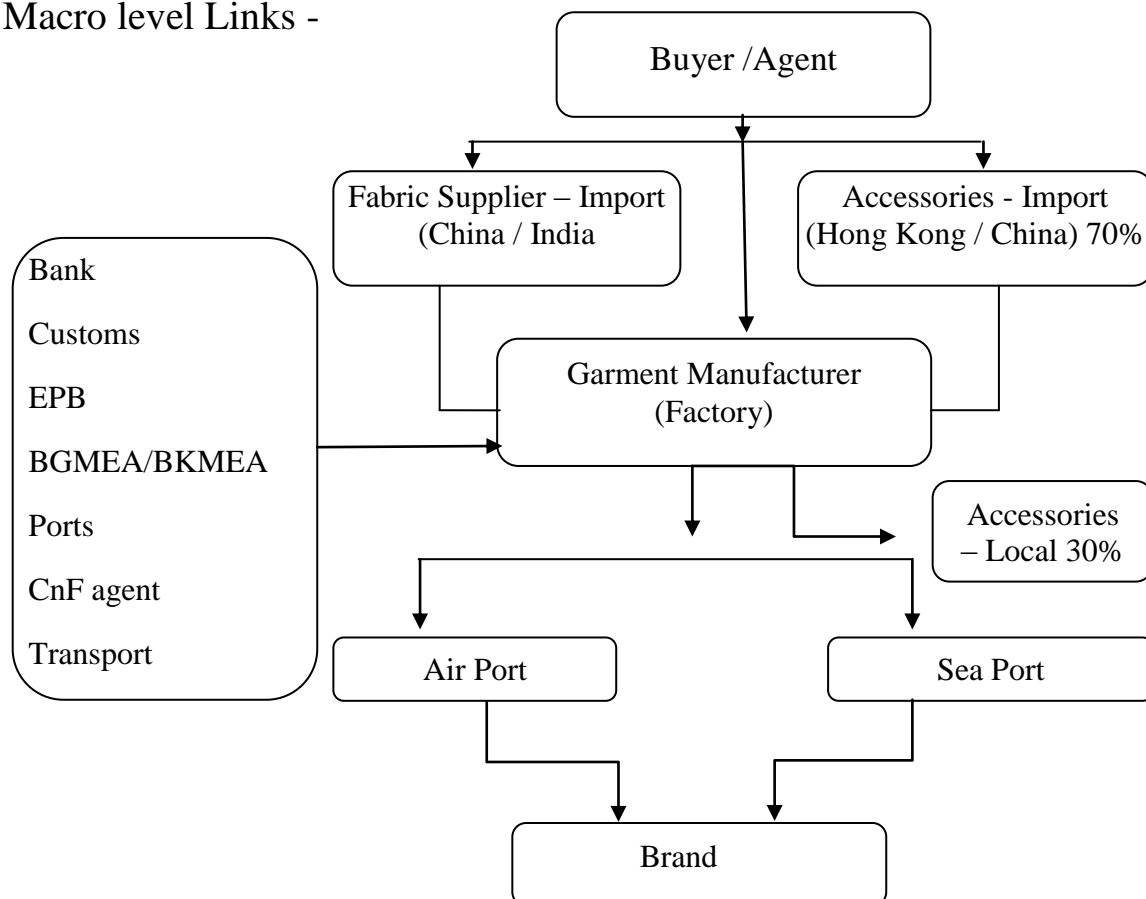 Macro level Links -
Buyer /Agent
Fabric Supplier – Import
(China / India
Accessories - Import
(Hong Kong / China) 70%
Bank
Customs
EPB
BGMEA/BKMEA
Ports
CnF agent
Transport
Garment Manufacturer
(Factory)
Accessories
– Local 30%
Air Port
Sea Port
Brand